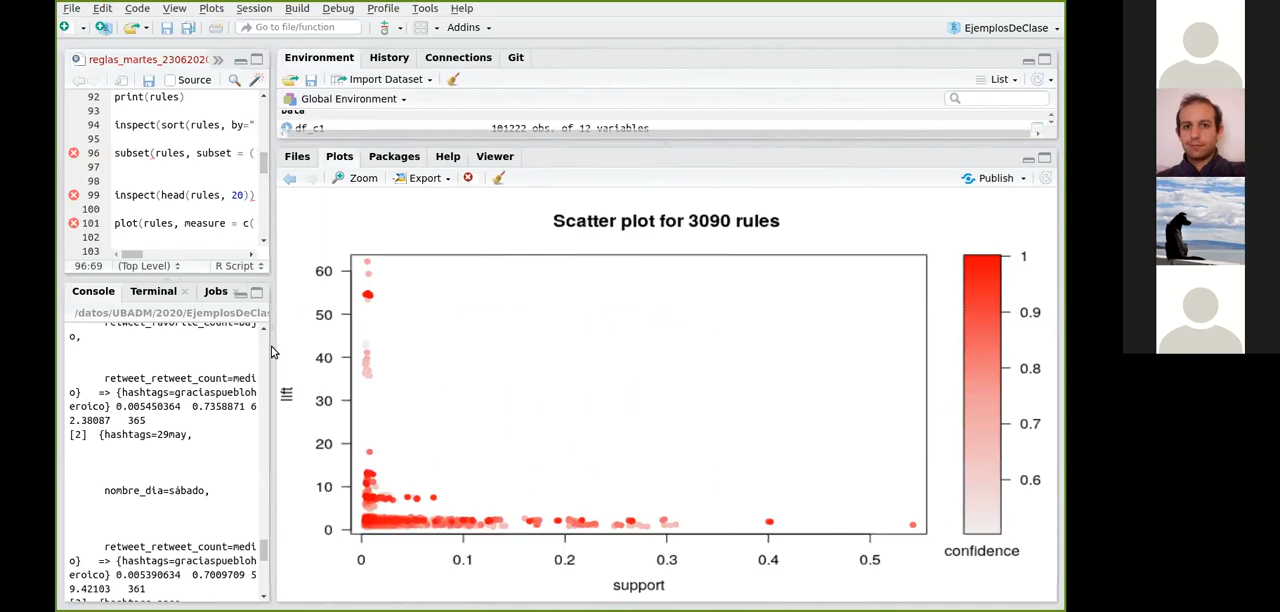 File Edit Code View Plots Session Build Debug Profile Tools Help
Go to file/function Addins EjemplosDeClase
reglas_martes_2306202(
Source
92 print(rules)
93
94 inspect(sort(rules, by="
95
96 subset(rules, subset = (
97
98
99 inspect(head(rules, 20))
100
101 plot(rules, measure = c(
102
103
96:69 (Top Level) R Script
Console Terminal Jobs
/datos/UBADM/2020/EjemplosDeClas
retweet_favorite_count=baj
o,
retweet_retweet_count=medi
o} => {hashtags=graciaspuebloh
eroico} 0.005450364 0.7358871 6
2.38087 365
[2] {hashtags=29may,
nombre_dia=sábado,
retweet_retweet_count=medi
o} => {hashtags=graciaspuebloh
eroico} 0.005390634 0.7009709 5
9.42103 361
Environment History Connections Git
Import Dataset List
Global Environment
Data
df_c1 101222 obs. of 12 variables
Files Plots Packages Help Viewer
Zoom Export Publish
Scatter plot for 3090 rules
60
50
40
30
20
10
0
lift
0 0.1 0.2 0.3 0.4 0.5
support
1
0.9
0.8
0.7
0.6
confidence